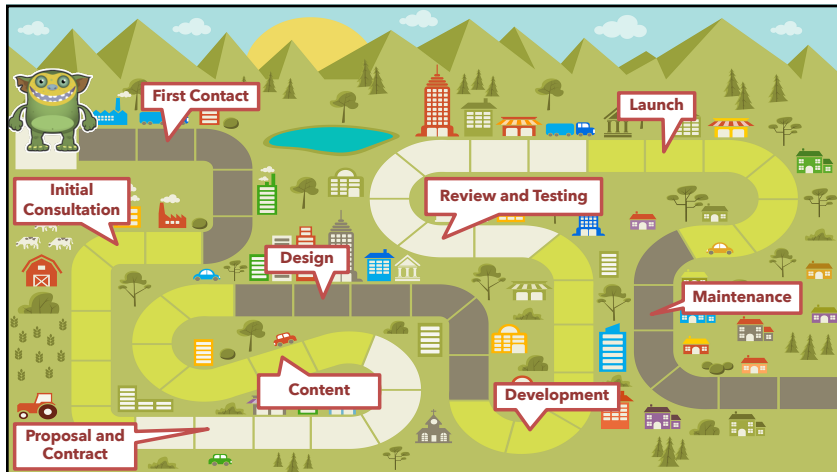 First Contact
Launch
Initial
Consultation
Review and Testing
Design
Maintenance
Content
Development
Proposal and
Contract